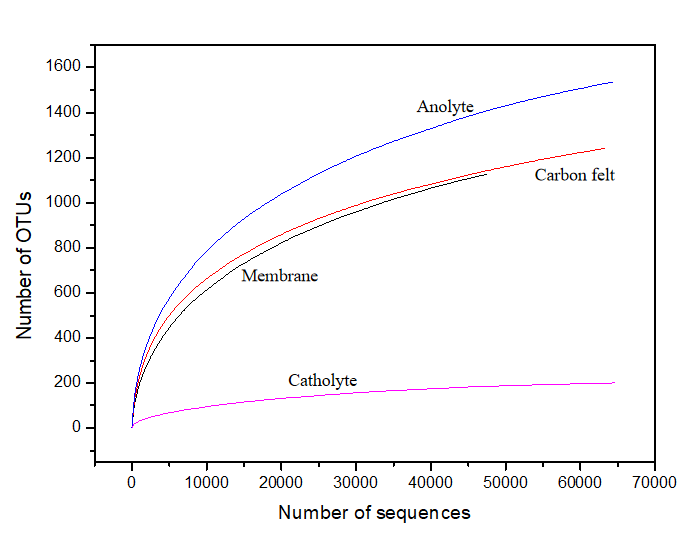 1600
1400
1200
1000
800
600
400
200
0
Number of OTUs
Anolyte
Carbon felt
Membrane
Catholyte
0 10000 20000 30000 40000 50000 60000 70000
Number of sequences